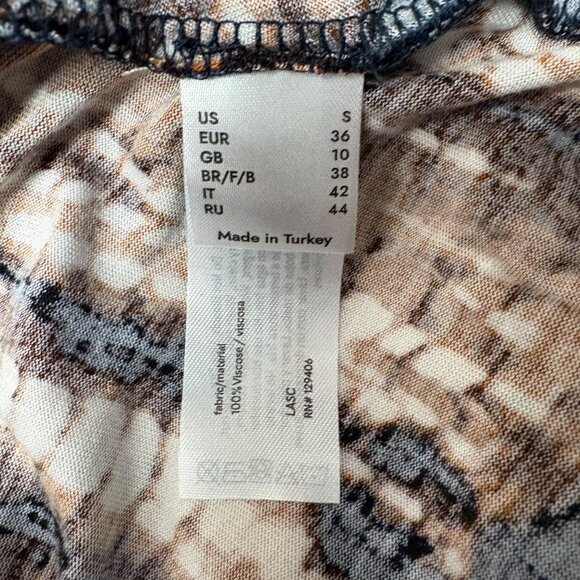 US S
EUR 36
GB 10
BR/F/B 38
IT 42
RU 44
Made in Turkey
fabric/material
100% Viscose / viscosa
LASC
RN# 129406